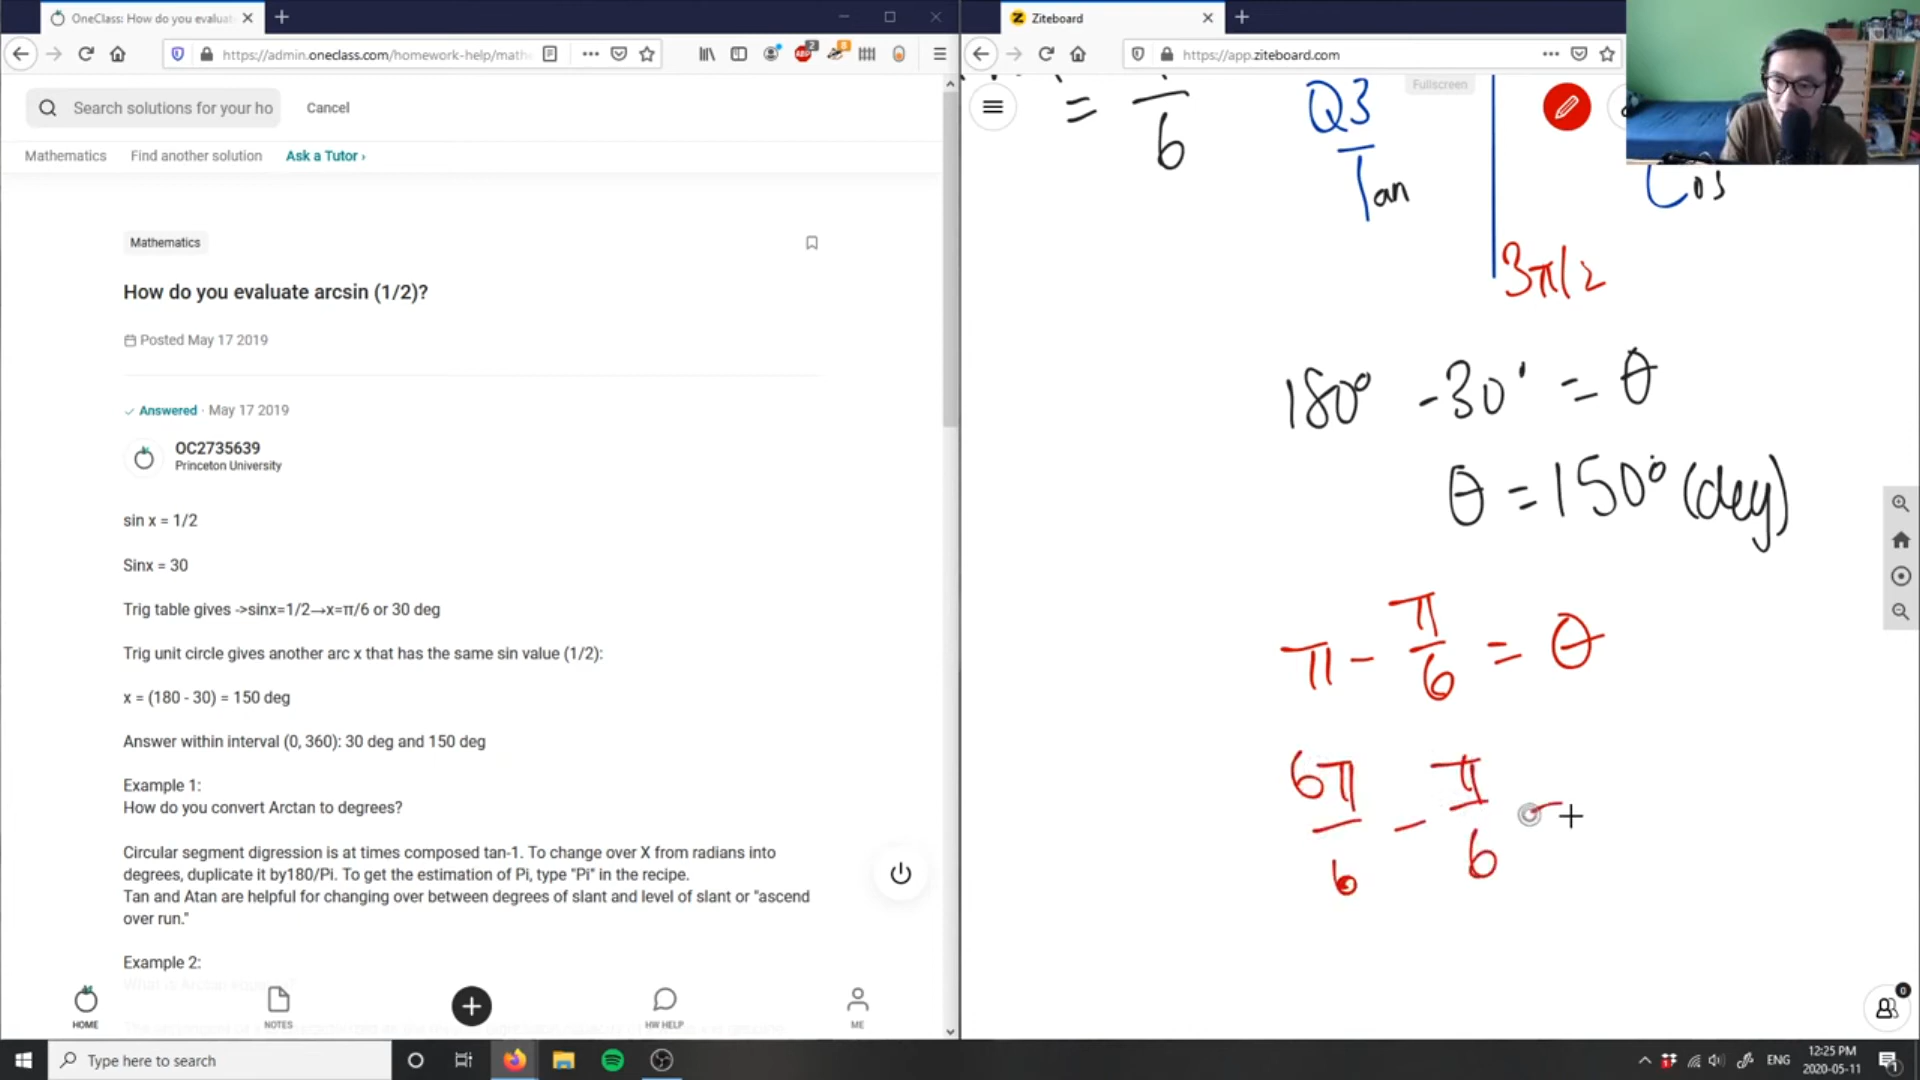 OneClass: How do you evaluat
Ziteboard
https://admin.oneclass.com/homework-help/math
2
8
https://app.ziteboard.com
Search solutions for your ho
Cancel
Mathematics
Find another solution
Ask a Tutor ›
Mathematics
How do you evaluate arcsin (1/2)?
Posted May 17 2019
Answered · May 17 2019
OC2735639
Princeton University
sin x = 1/2
Sinx = 30
Trig table gives ->sinx=1/2→x=π/6 or 30 deg
Trig unit circle gives another arc x that has the same sin value (1/2):
x = (180 - 30) = 150 deg
Answer within interval (0, 360): 30 deg and 150 deg
Example 1:
How do you convert Arctan to degrees?
Circular segment digression is at times composed tan-1. To change over X from radians into
degrees, duplicate it by180/Pi. To get the estimation of Pi, type "Pi" in the recipe.
Tan and Atan are helpful for changing over between degrees of slant and level of slant or "ascend
over run."
Example 2:
HOME
NOTES
HW HELP
ME
Fullscreen
= /6
Q3
Tan
Cos
3π/2
180° -30° = θ
θ = 150° (deg)
π - π/6 = θ
6π/6 - π/6
0
Type here to search
ENG
12:25 PM
2020-05-11
1